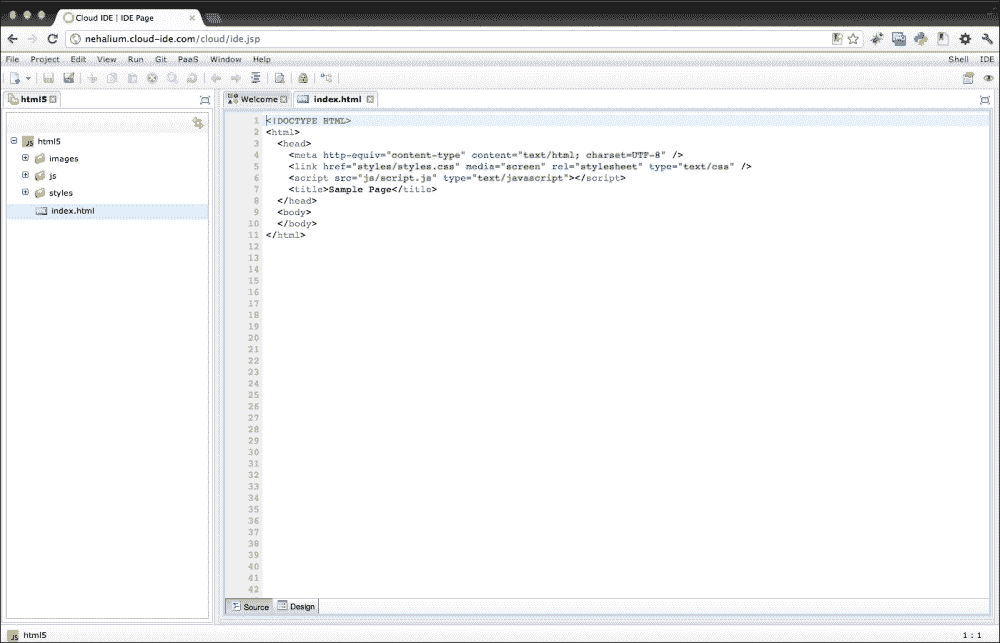 Cloud IDE | IDE Page
nehalium.cloud-ide.com/cloud/ide.jsp
File Project Edit View Run Git PaaS Window Help Shell IDE
html5 Welcome index.html
html5
images
js
styles
index.html
1 <!DOCTYPE HTML>
2 <html>
3 <head>
4 <meta http-equiv="content-type" content="text/html; charset=UTF-8" />
5 <link href="styles/styles.css" media="screen" rel="stylesheet" type="text/css" />
6 <script src="js/script.js" type="text/javascript"></script>
7 <title>Sample Page</title>
8 </head>
9 <body>
10 </body>
11 </html>
12
13
14
15
16
17
18
19
20
21
22
23
24
25
26
27
28
29
30
31
32
33
34
35
36
37
38
39
40
41
42
Source Design
JS html5 1 : 1